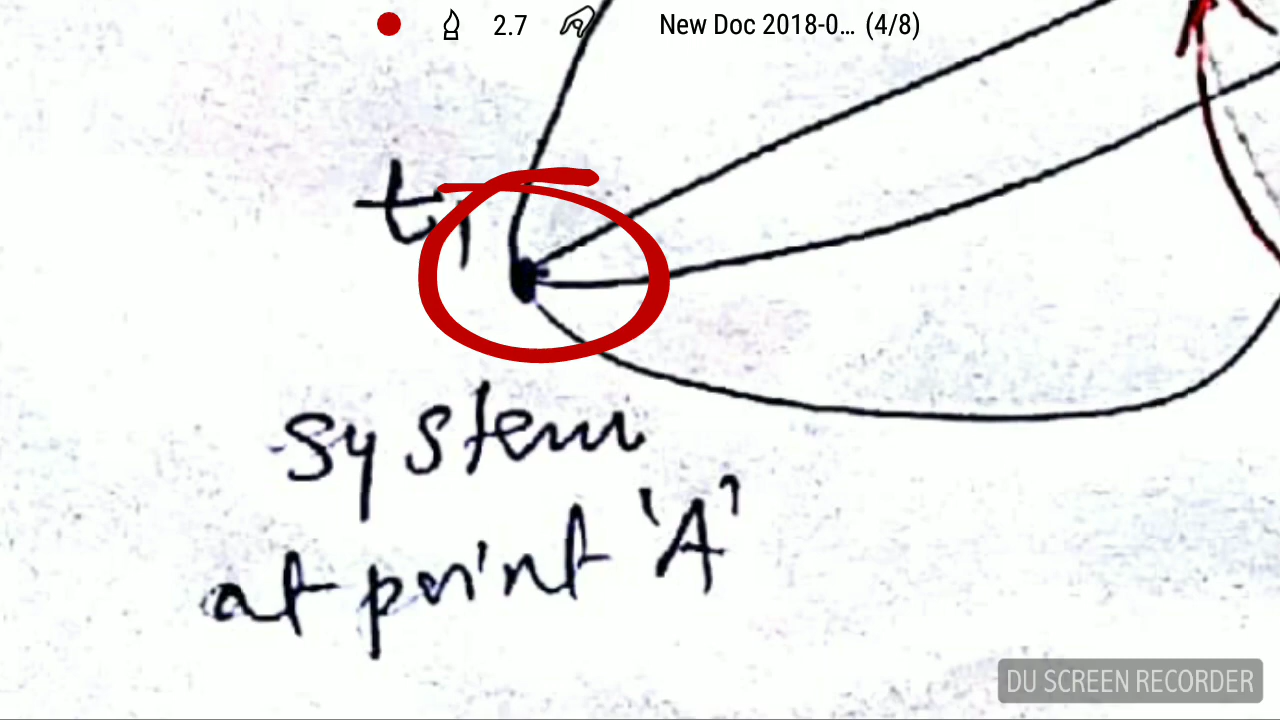 2.7 New Doc 2018-0... (4/8)
t1
system
at point 'A'
DU SCREEN RECORDER